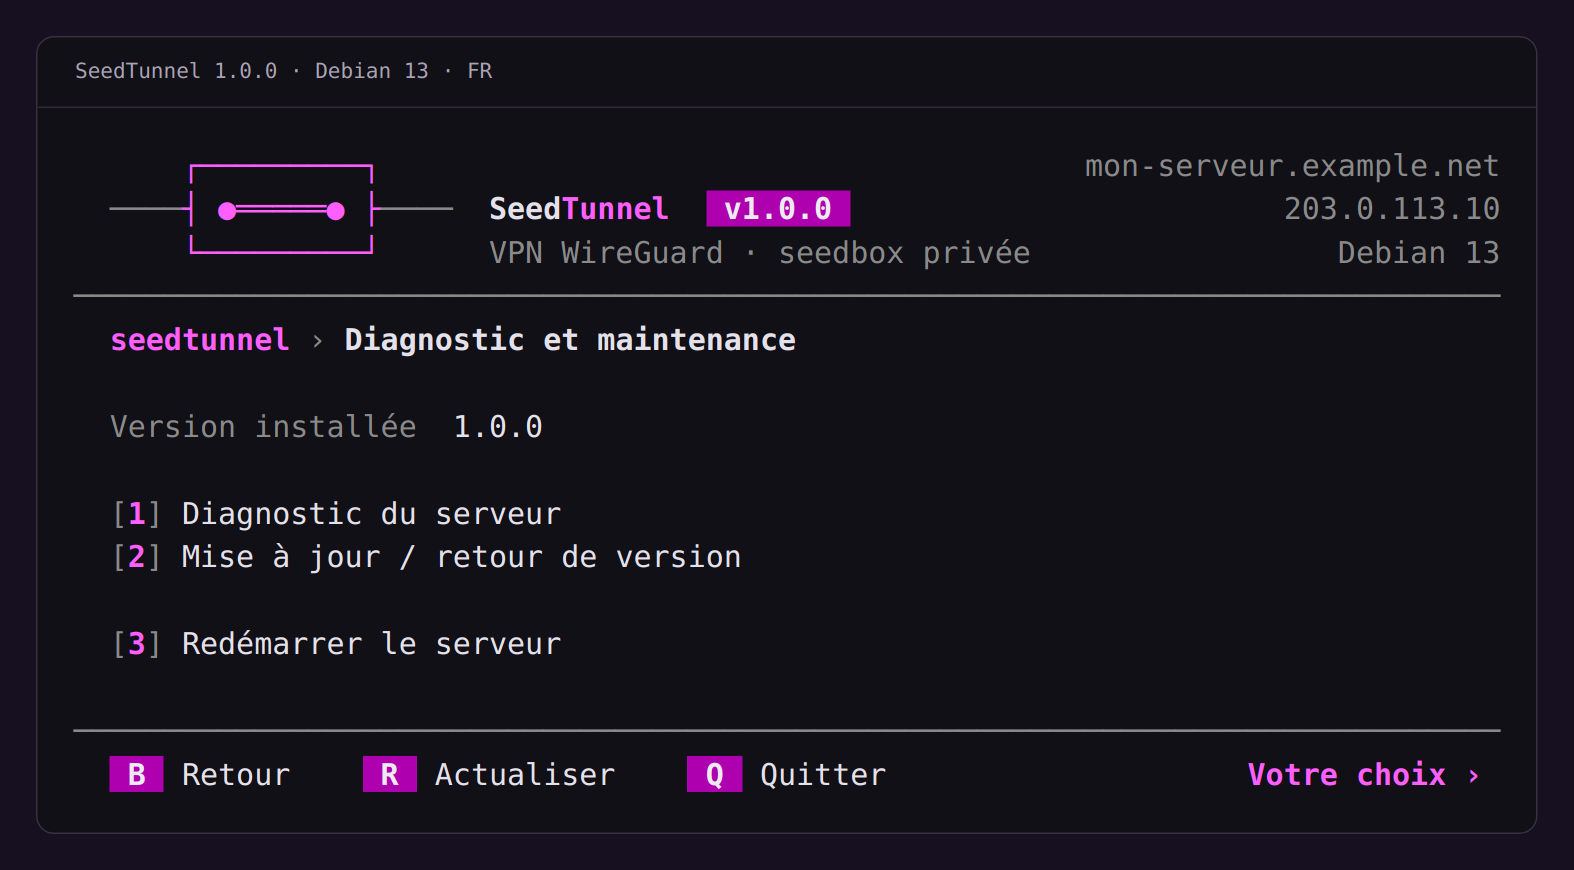 SeedTunnel 1.0.0 · Debian 13 · FR
mon-serveur.example.net
SeedTunnel v1.0.0 203.0.113.10
VPN WireGuard · seedbox privée Debian 13
seedtunnel › Diagnostic et maintenance
Version installée 1.0.0
[1] Diagnostic du serveur
[2] Mise à jour / retour de version
[3] Redémarrer le serveur
B Retour R Actualiser Q Quitter Votre choix ›